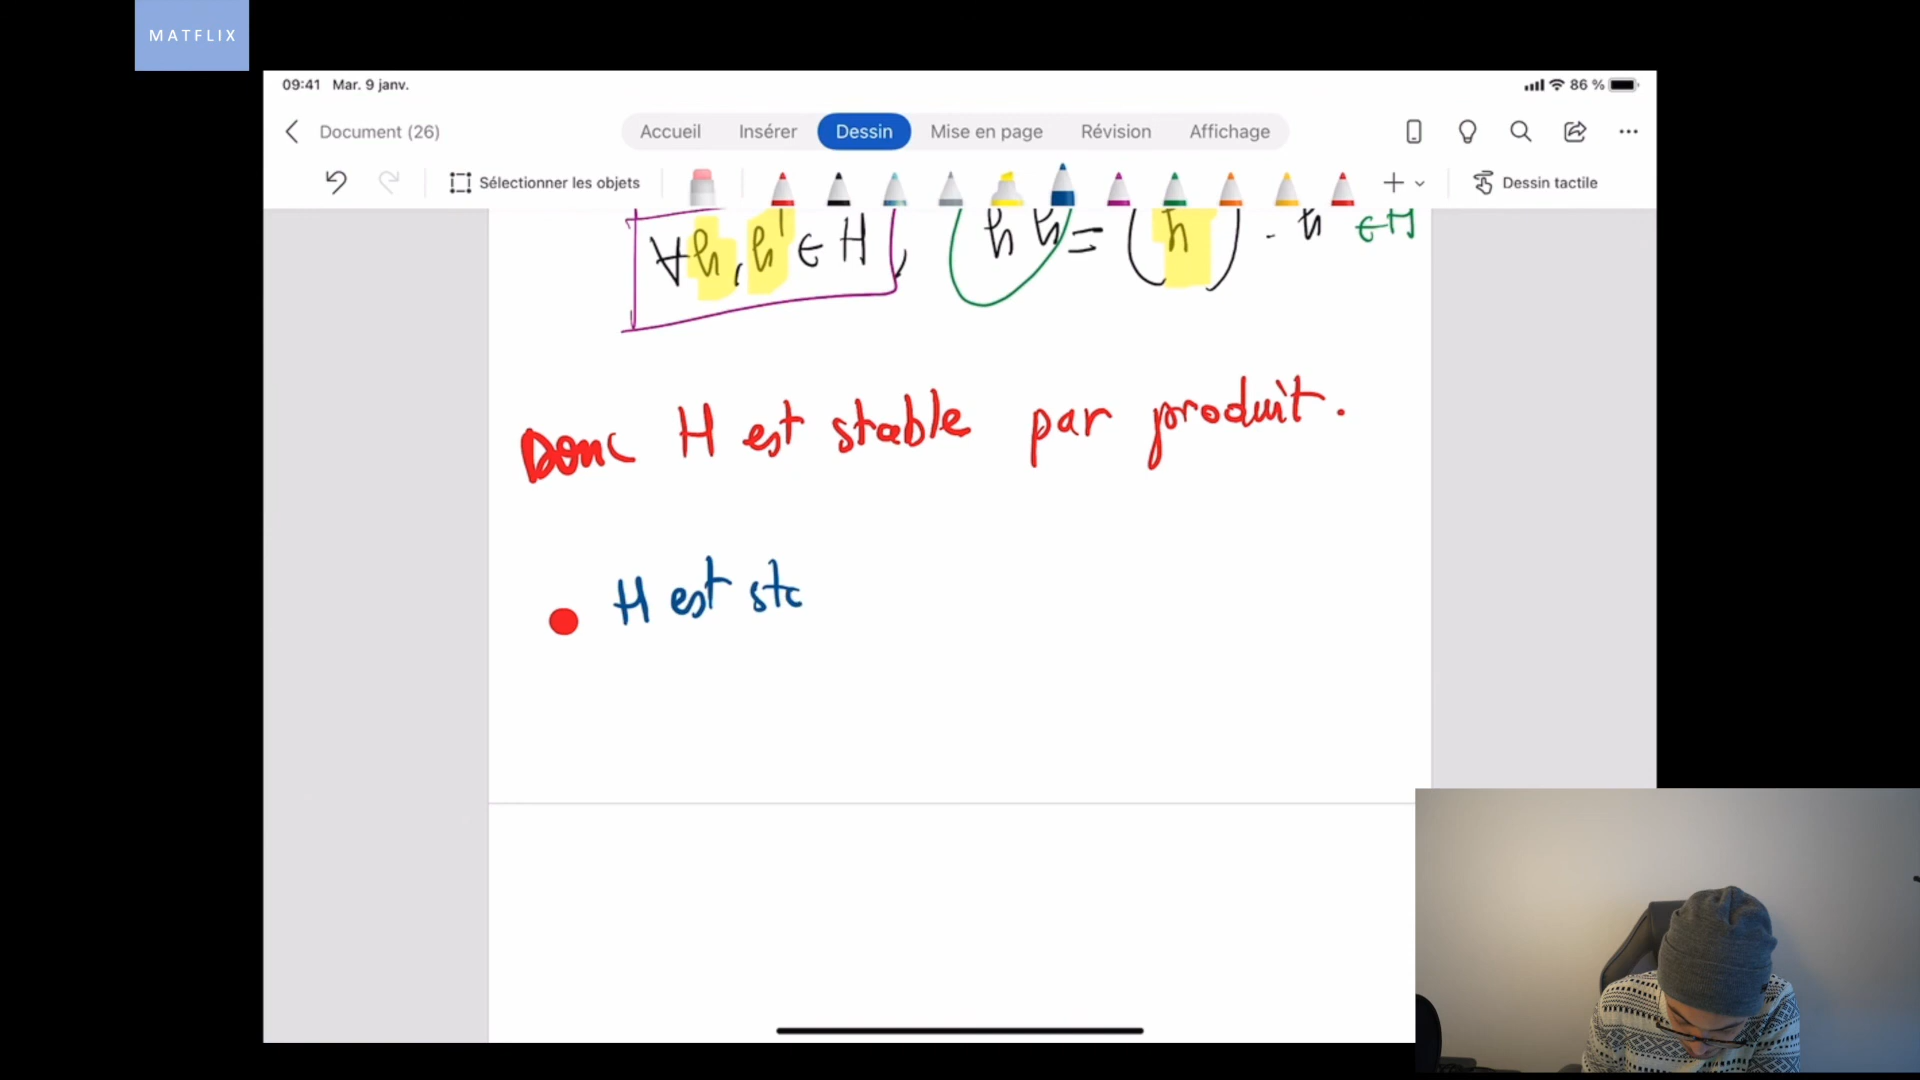 MATFLIX
09:41 Mar. 9 janv. 86 %
Document (26) Accueil Insérer Dessin Mise en page Révision Affichage
Sélectionner les objets Dessin tactile
∀h, h' ∈ H, h h = ( h ) · h ∈ H
Donc H est stable par produit.
H est sta